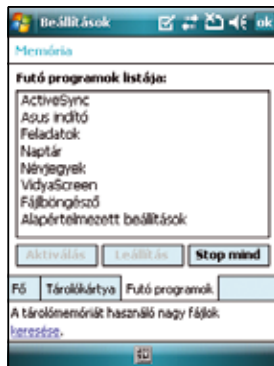 Beállítások ok
Memória
Futó programok listája:
ActiveSync
Asus indító
Feladatok
Naptár
Névjegyek
VidyaScreen
Fájlböngésző
Alapértelmezett beállítások
Aktiválás Leállítás Stop mind
Fő Tárolókártya Futó programok
A tárolómemóriát használó nagy fájlok
keresése.